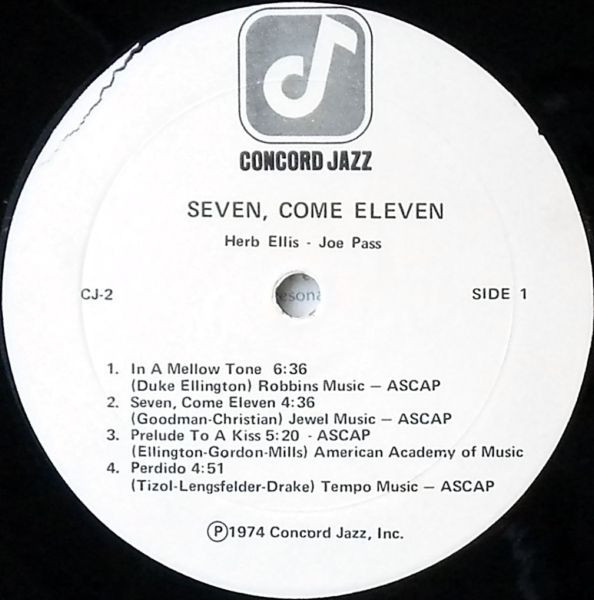 CONCORD JAZZ
SEVEN, COME ELEVEN
Herb Ellis - Joe Pass
CJ-2
esona
SIDE 1
1. In A Mellow Tone 6:36
(Duke Ellington) Robbins Music — ASCAP
2. Seven, Come Eleven 4:36
(Goodman-Christian) Jewel Music — ASCAP
3. Prelude To A Kiss 5:20 - ASCAP
(Ellington-Gordon-Mills) American Academy of Music
4. Perdido 4:51
(Tizol-Lengsfelder-Drake) Tempo Music — ASCAP
Ⓟ1974 Concord Jazz, Inc.